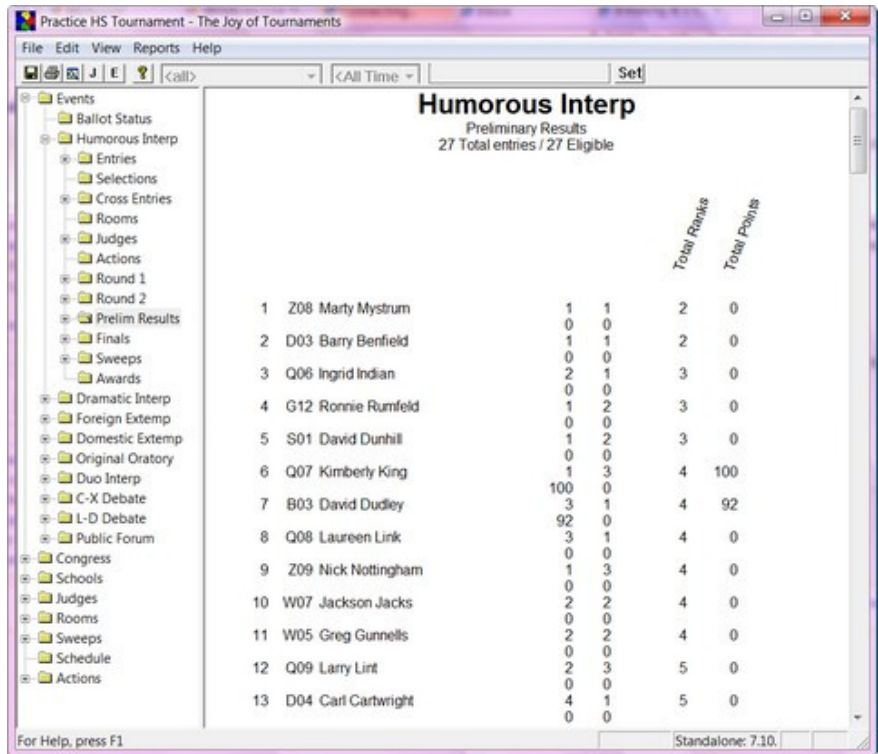 Practice HS Tournament - The Joy of Tournaments
File Edit View Reports Help
J E ? <all> <All Time Set
Events
Ballot Status
Humorous Interp
Entries
Selections
Cross Entries
Rooms
Judges
Actions
Round 1
Round 2
Prelim Results
Finals
Sweeps
Awards
Dramatic Interp
Foreign Extemp
Domestic Extemp
Original Oratory
Duo Interp
C-X Debate
L-D Debate
Public Forum
Congress
Schools
Judges
Rooms
Sweeps
Schedule
Actions
Humorous Interp
Preliminary Results
27 Total entries / 27 Eligible
Total Ranks Total Points
1 Z08 Marty Mystrum 1 1 2 0
0 0
2 D03 Barry Benfield 1 1 2 0
0 0
3 Q06 Ingrid Indian 2 1 3 0
0 0
4 G12 Ronnie Rumfeld 1 2 3 0
0 0
5 S01 David Dunhill 1 2 3 0
0 0
6 Q07 Kimberly King 1 3 4 100
100 0
7 B03 David Dudley 3 1 4 92
92 0
8 Q08 Laureen Link 3 1 4 0
0 0
9 Z09 Nick Nottingham 1 3 4 0
0 0
10 W07 Jackson Jacks 2 2 4 0
0 0
11 W05 Greg Gunnells 2 2 4 0
0 0
12 Q09 Larry Lint 2 3 5 0
0 0
13 D04 Carl Cartwright 4 1 5 0
0 0
For Help, press F1 Standalone: 7.10.